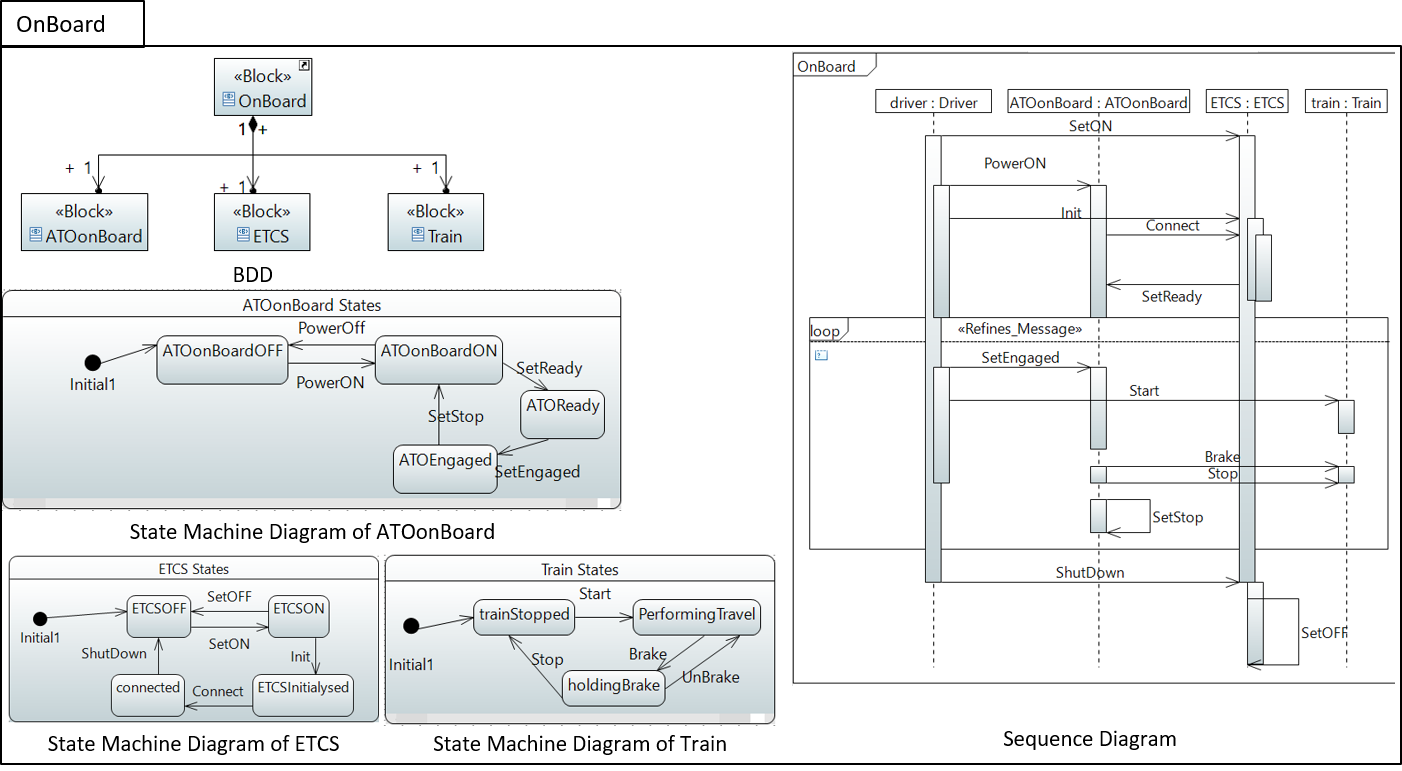 OnBoard
«Block»
OnBoard
1 +
+ 1
+ 1
+ 1
«Block»
ATOonBoard
«Block»
ETCS
«Block»
Train
BDD
ATOonBoard States
PowerOff
ATOonBoardOFF
ATOonBoardON
Initial1
PowerON
SetReady
ATOReady
SetStop
ATOEngaged
SetEngaged
State Machine Diagram of ATOonBoard
ETCS States
SetOFF
ETCSOFF
ETCSON
Initial1
SetON
ShutDown
Init
connected
Connect
ETCSInitialysed
State Machine Diagram of ETCS
Train States
Start
trainStopped
PerformingTravel
Initial1
Stop
Brake
UnBrake
holdingBrake
State Machine Diagram of Train
OnBoard
driver : Driver
ATOonBoard : ATOonBoard
ETCS : ETCS
train : Train
SetON
PowerON
Init
Connect
SetReady
loop
«Refines_Message»
SetEngaged
Start
Brake
Stop
SetStop
ShutDown
SetOFF
Sequence Diagram